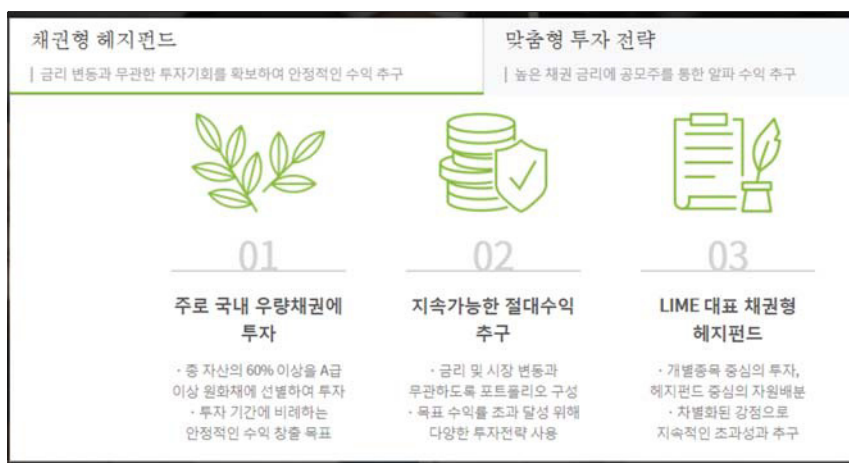 채권형 헤지펀드
| 금리 변동과 무관한 투자기회를 확보하여 안정적인 수익 추구
맞춤형 투자 전략
| 높은 채권 금리에 공모주를 통한 알파 수익 추구
01
주로 국내 우량채권에
투자
· 총 자산의 60% 이상을 A급
이상 원화채에 선별하여 투자
· 투자 기간에 비례하는
안정적인 수익 창출 목표
02
지속가능한 절대수익
추구
· 금리 및 시장 변동과
무관하도록 포트폴리오 구성
· 목표 수익률 초과 달성 위해
다양한 투자전략 사용
03
LIME 대표 채권형
헤지펀드
· 개별종목 중심의 투자,
헤지펀드 중심의 자원배분
· 차별화된 강점으로
지속적인 초과성과 추구